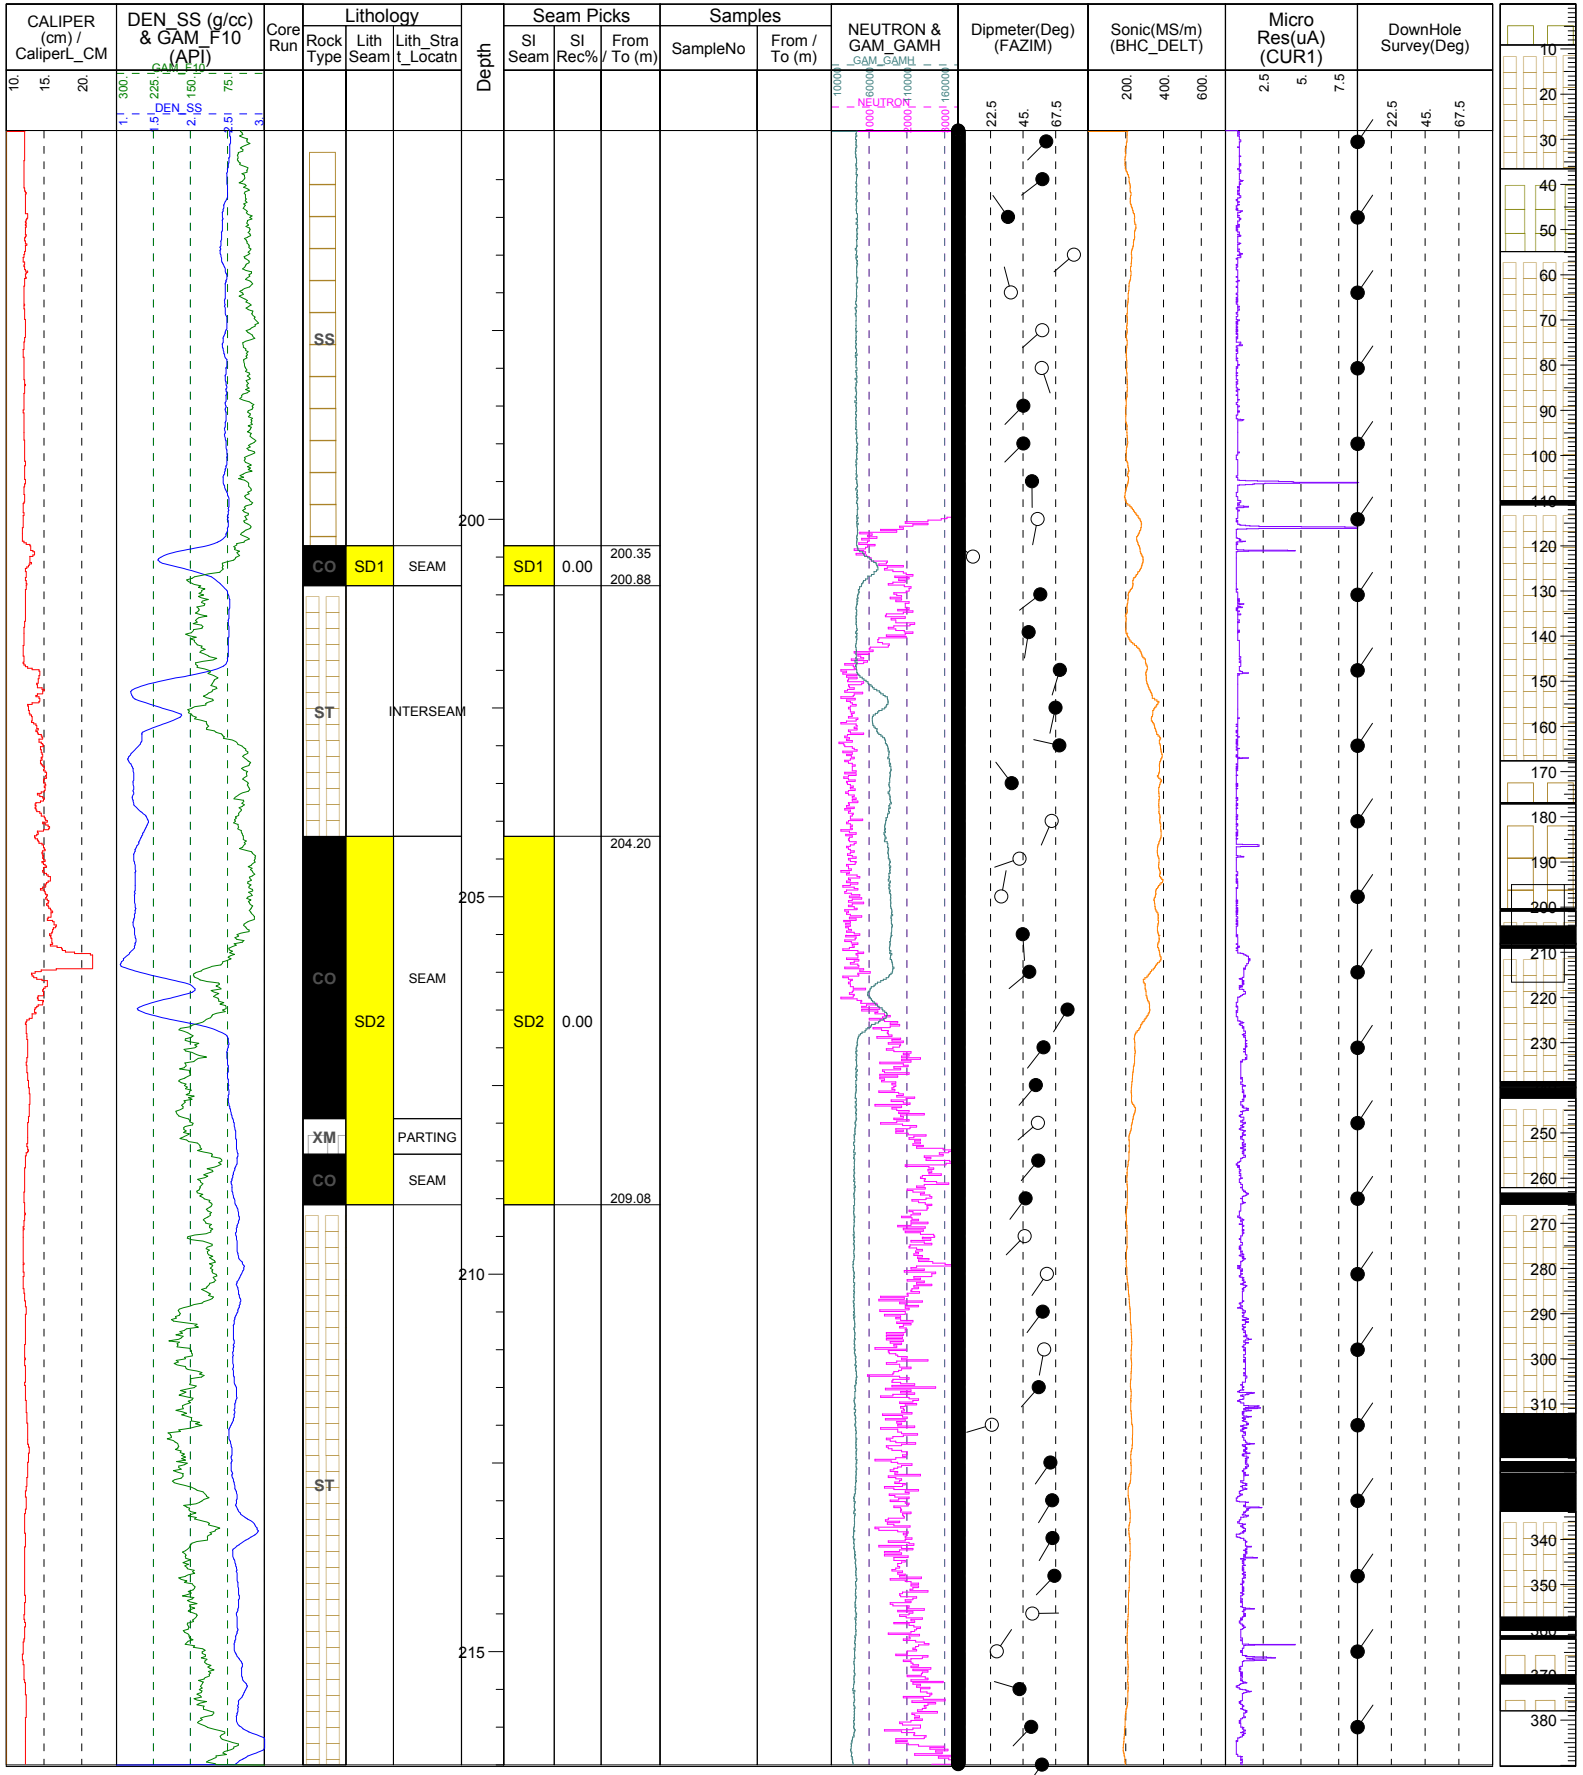 CALIPER
(cm) /
CaliperL_CM
DEN_SS (g/cc)
& GAM_F10
(API)
Core
Run
Lithology
Rock
Type
Lith
Seam
Lith_Stra
t_Locatn
Depth
Seam Picks
SI
Seam
SI
Rec%
From
/ To (m)
Samples
SampleNo
From /
To (m)
NEUTRON &
GAM_GAMH
Dipmeter(Deg)
(FAZIM)
Sonic(MS/m)
(BHC_DELT)
Micro
Res(uA)
(CUR1)
DownHole
Survey(Deg)
10. 15. 20.
GAM_F10
300. 225. 150. 75.
DEN_SS
1. 1.5 2. 2.5 3.
GAM_GAMH
NEUTRON
1000 2000 3000
22.5 45. 67.5
200. 400. 600.
2.5 5. 7.5
22.5 45. 67.5
SS
200
CO SD1 SEAM SD1 0.00 200.35
200.88
ST INTERSEAM
204.20
205
CO SEAM
SD2 SD2 0.00
XM PARTING
CO SEAM
209.08
210
ST
215
10
20
30
40
50
60
70
80
90
100
110
120
130
140
150
160
170
180
190
200
210
220
230
250
260
270
280
290
300
310
340
350
360
370
380